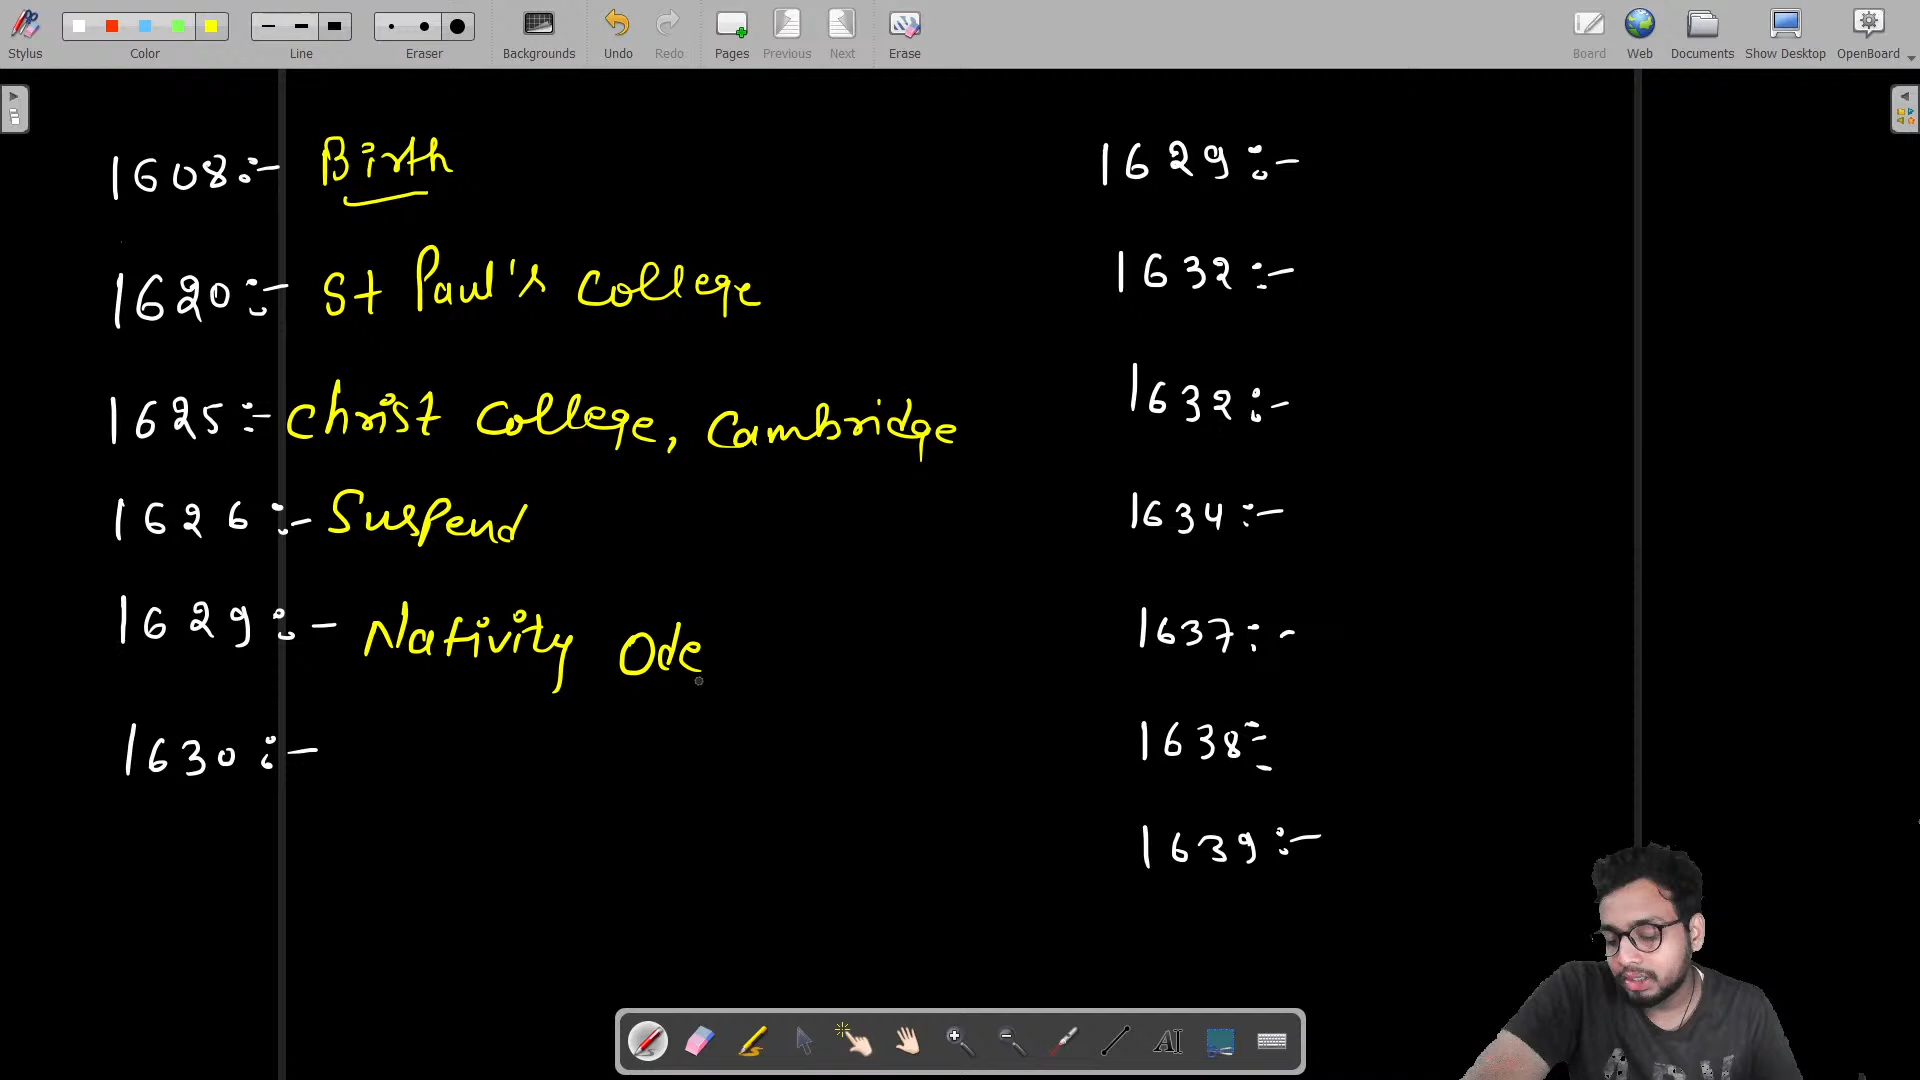 Stylus Color Line Eraser Backgrounds Undo Redo Pages Previous Next Erase Board Web Documents Show Desktop OpenBoard
1608:- Birth
1620:- St Paul's college
1625:- Christ college, Cambridge
1626:- Suspend
1629:- Nativity Ode
1630:-
1629:-
1632:-
1632:-
1634:-
1637:-
1638:-
1639:-